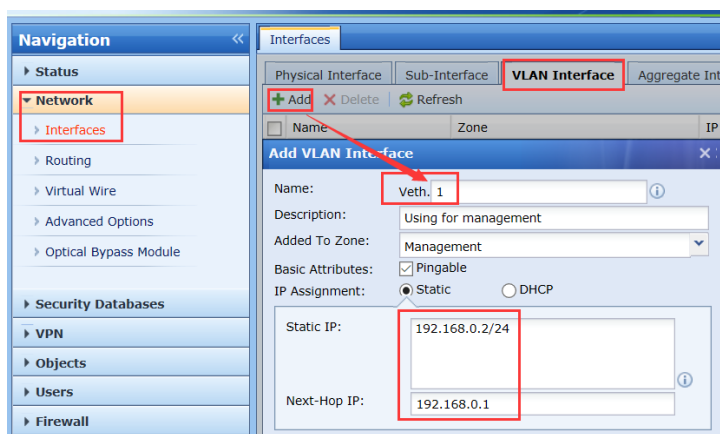 Navigation
Status
Network
Interfaces
Routing
Virtual Wire
Advanced Options
Optical Bypass Module
Security Databases
VPN
Objects
Users
Firewall
Interfaces
Physical Interface Sub-Interface VLAN Interface Aggregate Int
Add Delete Refresh
Name Zone IP
Add VLAN Interface
Name: Veth. 1
Description: Using for management
Added To Zone: Management
Basic Attributes: Pingable
IP Assignment: Static DHCP
Static IP: 192.168.0.2/24
Next-Hop IP: 192.168.0.1